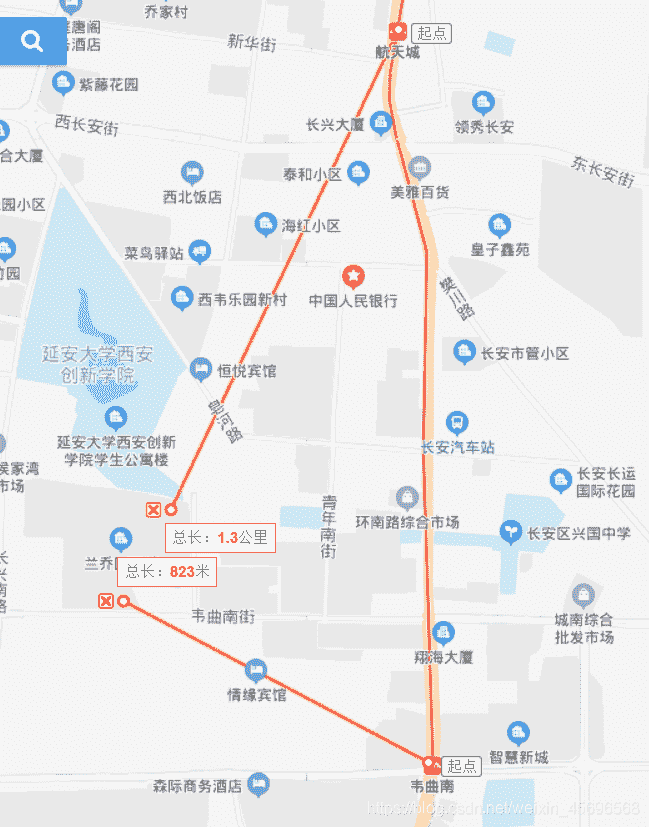 乔家村
起点
航天城
新华街
酒店
紫藤花园
西长安街
长兴大厦
领秀长安
合大厦
东长安街
西北饭店
泰和小区
美雅百货
园小区
海红小区
皇子鑫苑
菜鸟驿站
西韦乐园新村
中国人民银行
樊川路
延安大学西安
创新学院
恒悦宾馆
长安市管小区
延安大学西安创新
学院学生公寓楼
长安汽车站
侯家湾
市场
长安长运
国际花园
青年南街
环南路综合市场
长安区兴国中学
总长：1.3公里
兰乔
总长：823米
长兴南路
韦曲南街
城南综合
批发市场
翔海大厦
情缘宾馆
智慧新城
起点
韦曲南
森际商务酒店
https://blog.csdn.net/weixin_45696568